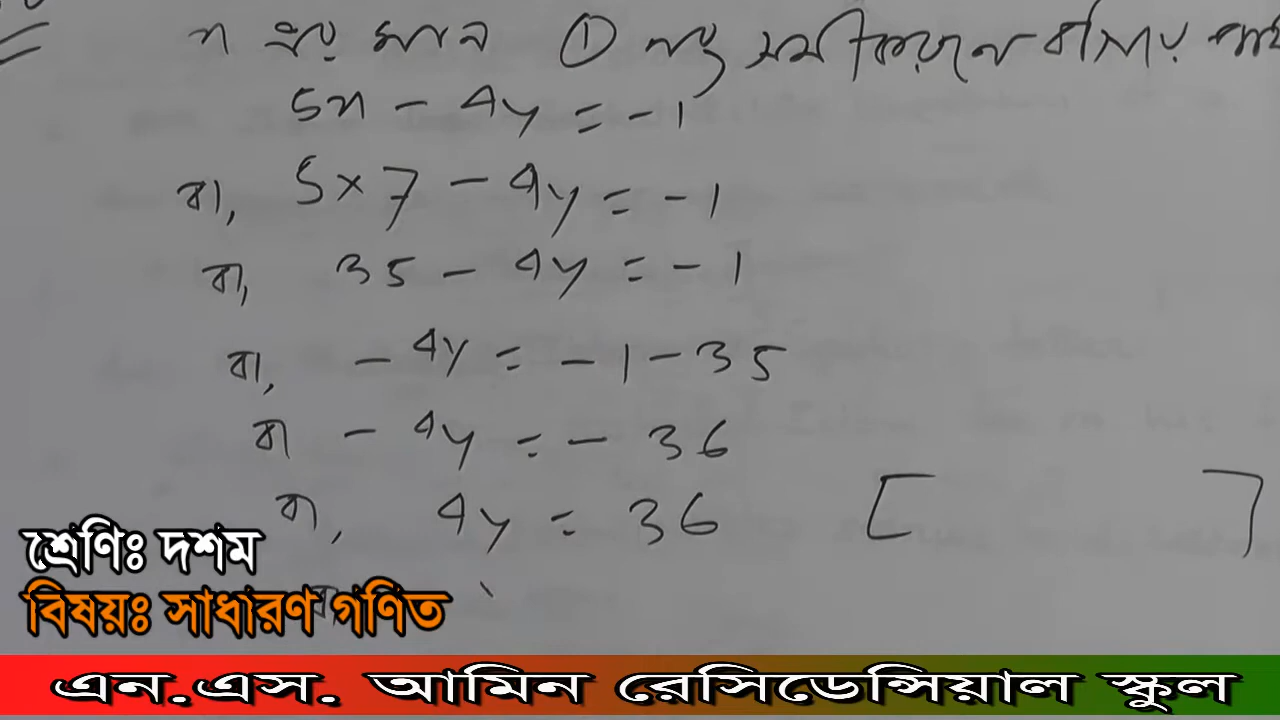 x এর মান ① নং সমীকরণে বসিয়ে পাই
5x - 4y = -1
বা, 5 × 7 - 4y = -1
বা, 35 - 4y = -1
বা, - 4y = - 1 - 35
বা - 4y = - 36
বা, 4y = 36 [ ]
শ্রেণিঃ দশম
বিষয়ঃ সাধারণ গণিত
এন.এস. আমিন রেসিডেন্সিয়াল স্কুল